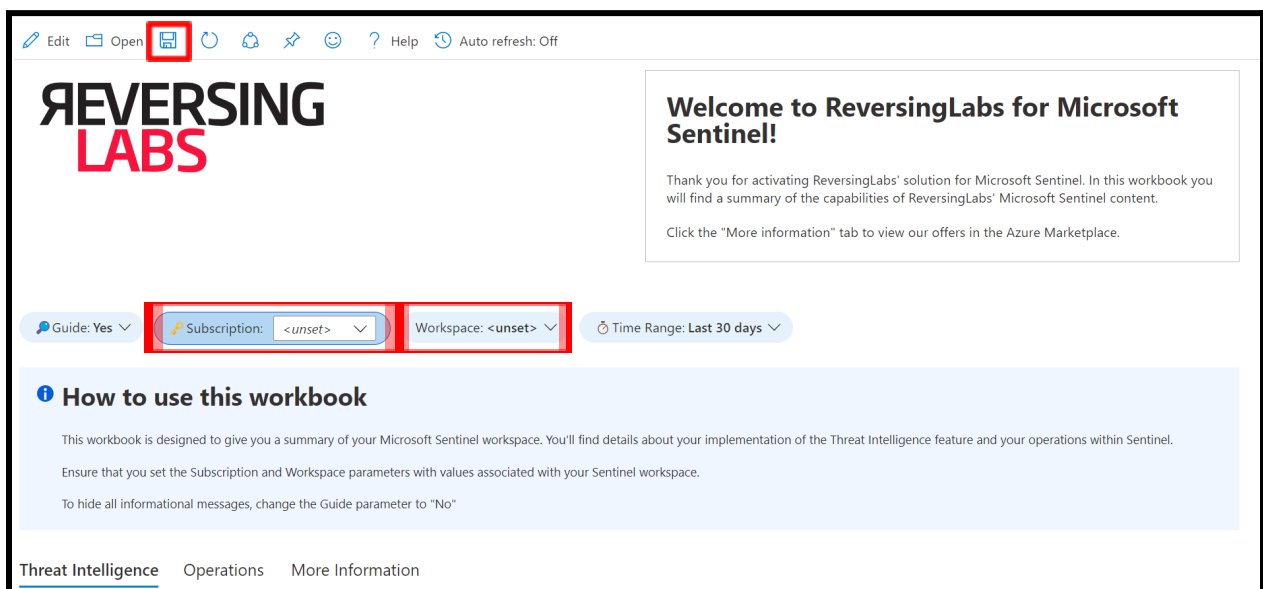 Edit Open Help Auto refresh: Off
REVERSING
LABS
Welcome to ReversingLabs for Microsoft
Sentinel!
Thank you for activating ReversingLabs' solution for Microsoft Sentinel. In this workbook you
will find a summary of the capabilities of ReversingLabs' Microsoft Sentinel content.
Click the "More information" tab to view our offers in the Azure Marketplace.
Guide: Yes Subscription: <unset> Workspace: <unset> Time Range: Last 30 days
How to use this workbook
This workbook is designed to give you a summary of your Microsoft Sentinel workspace. You'll find details about your implementation of the Threat Intelligence feature and your operations within Sentinel.
Ensure that you set the Subscription and Workspace parameters with values associated with your Sentinel workspace.
To hide all informational messages, change the Guide parameter to "No"
Threat Intelligence Operations More Information